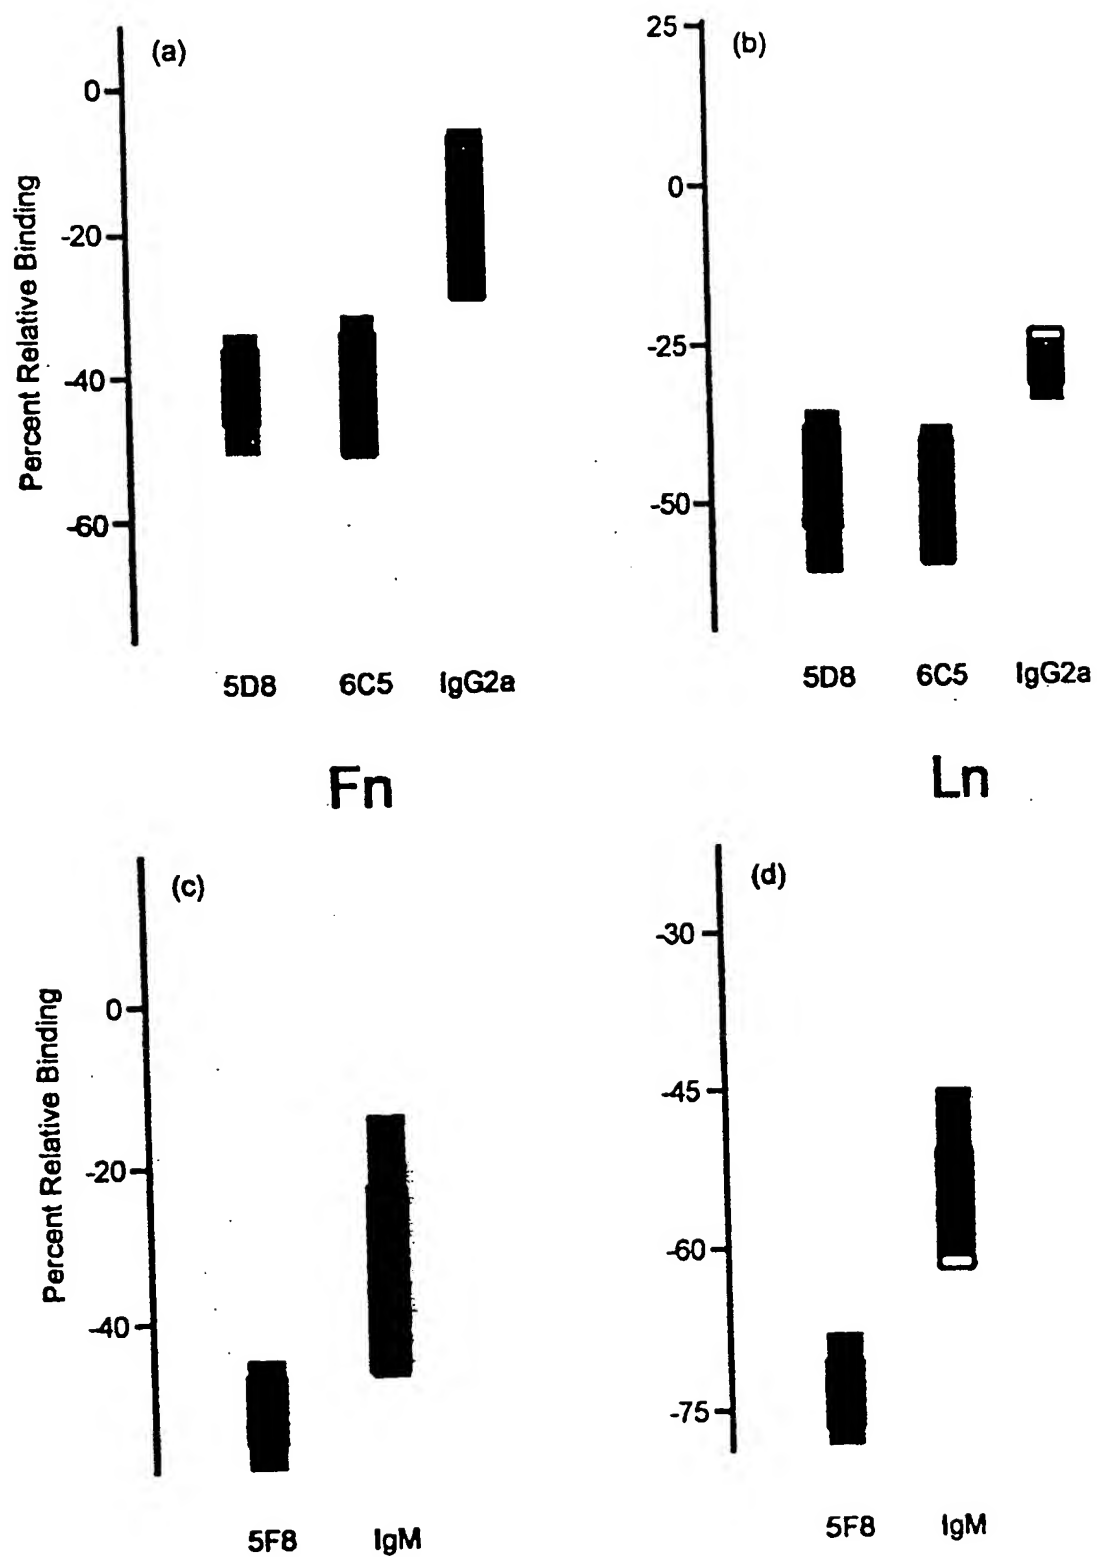 (a)
Percent Relative Binding
0
-20
-40
-60
5D8 6C5 IgG2a
(b)
25
0
-25
-50
5D8 6C5 IgG2a
Fn
Ln
(c)
Percent Relative Binding
0
-20
-40
5F8 IgM
(d)
-30
-45
-60
-75
5F8 IgM